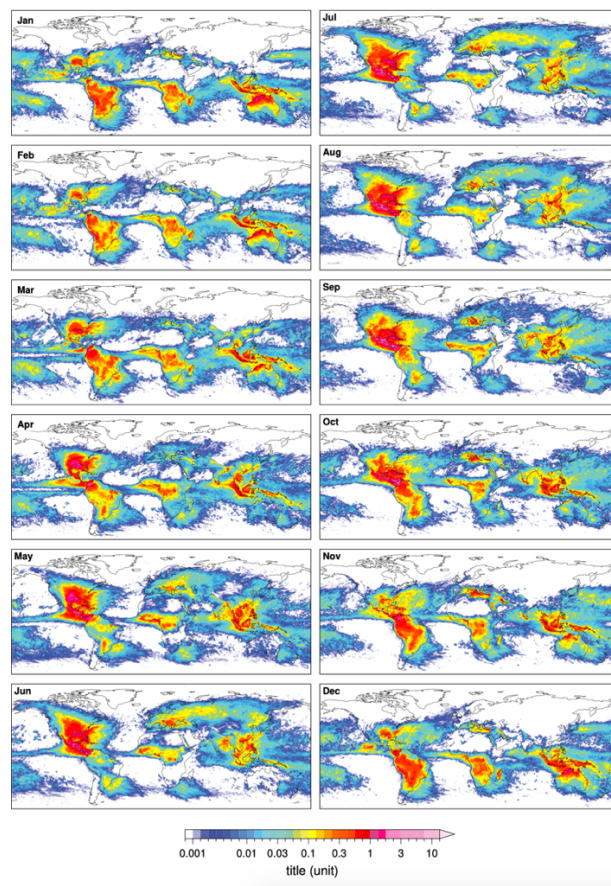 Jan
Jul
Feb
Aug
Mar
Sep
Apr
Oct
May
Nov
Jun
Dec
0.001 0.01 0.03 0.1 0.3 1 3 10
title (unit)